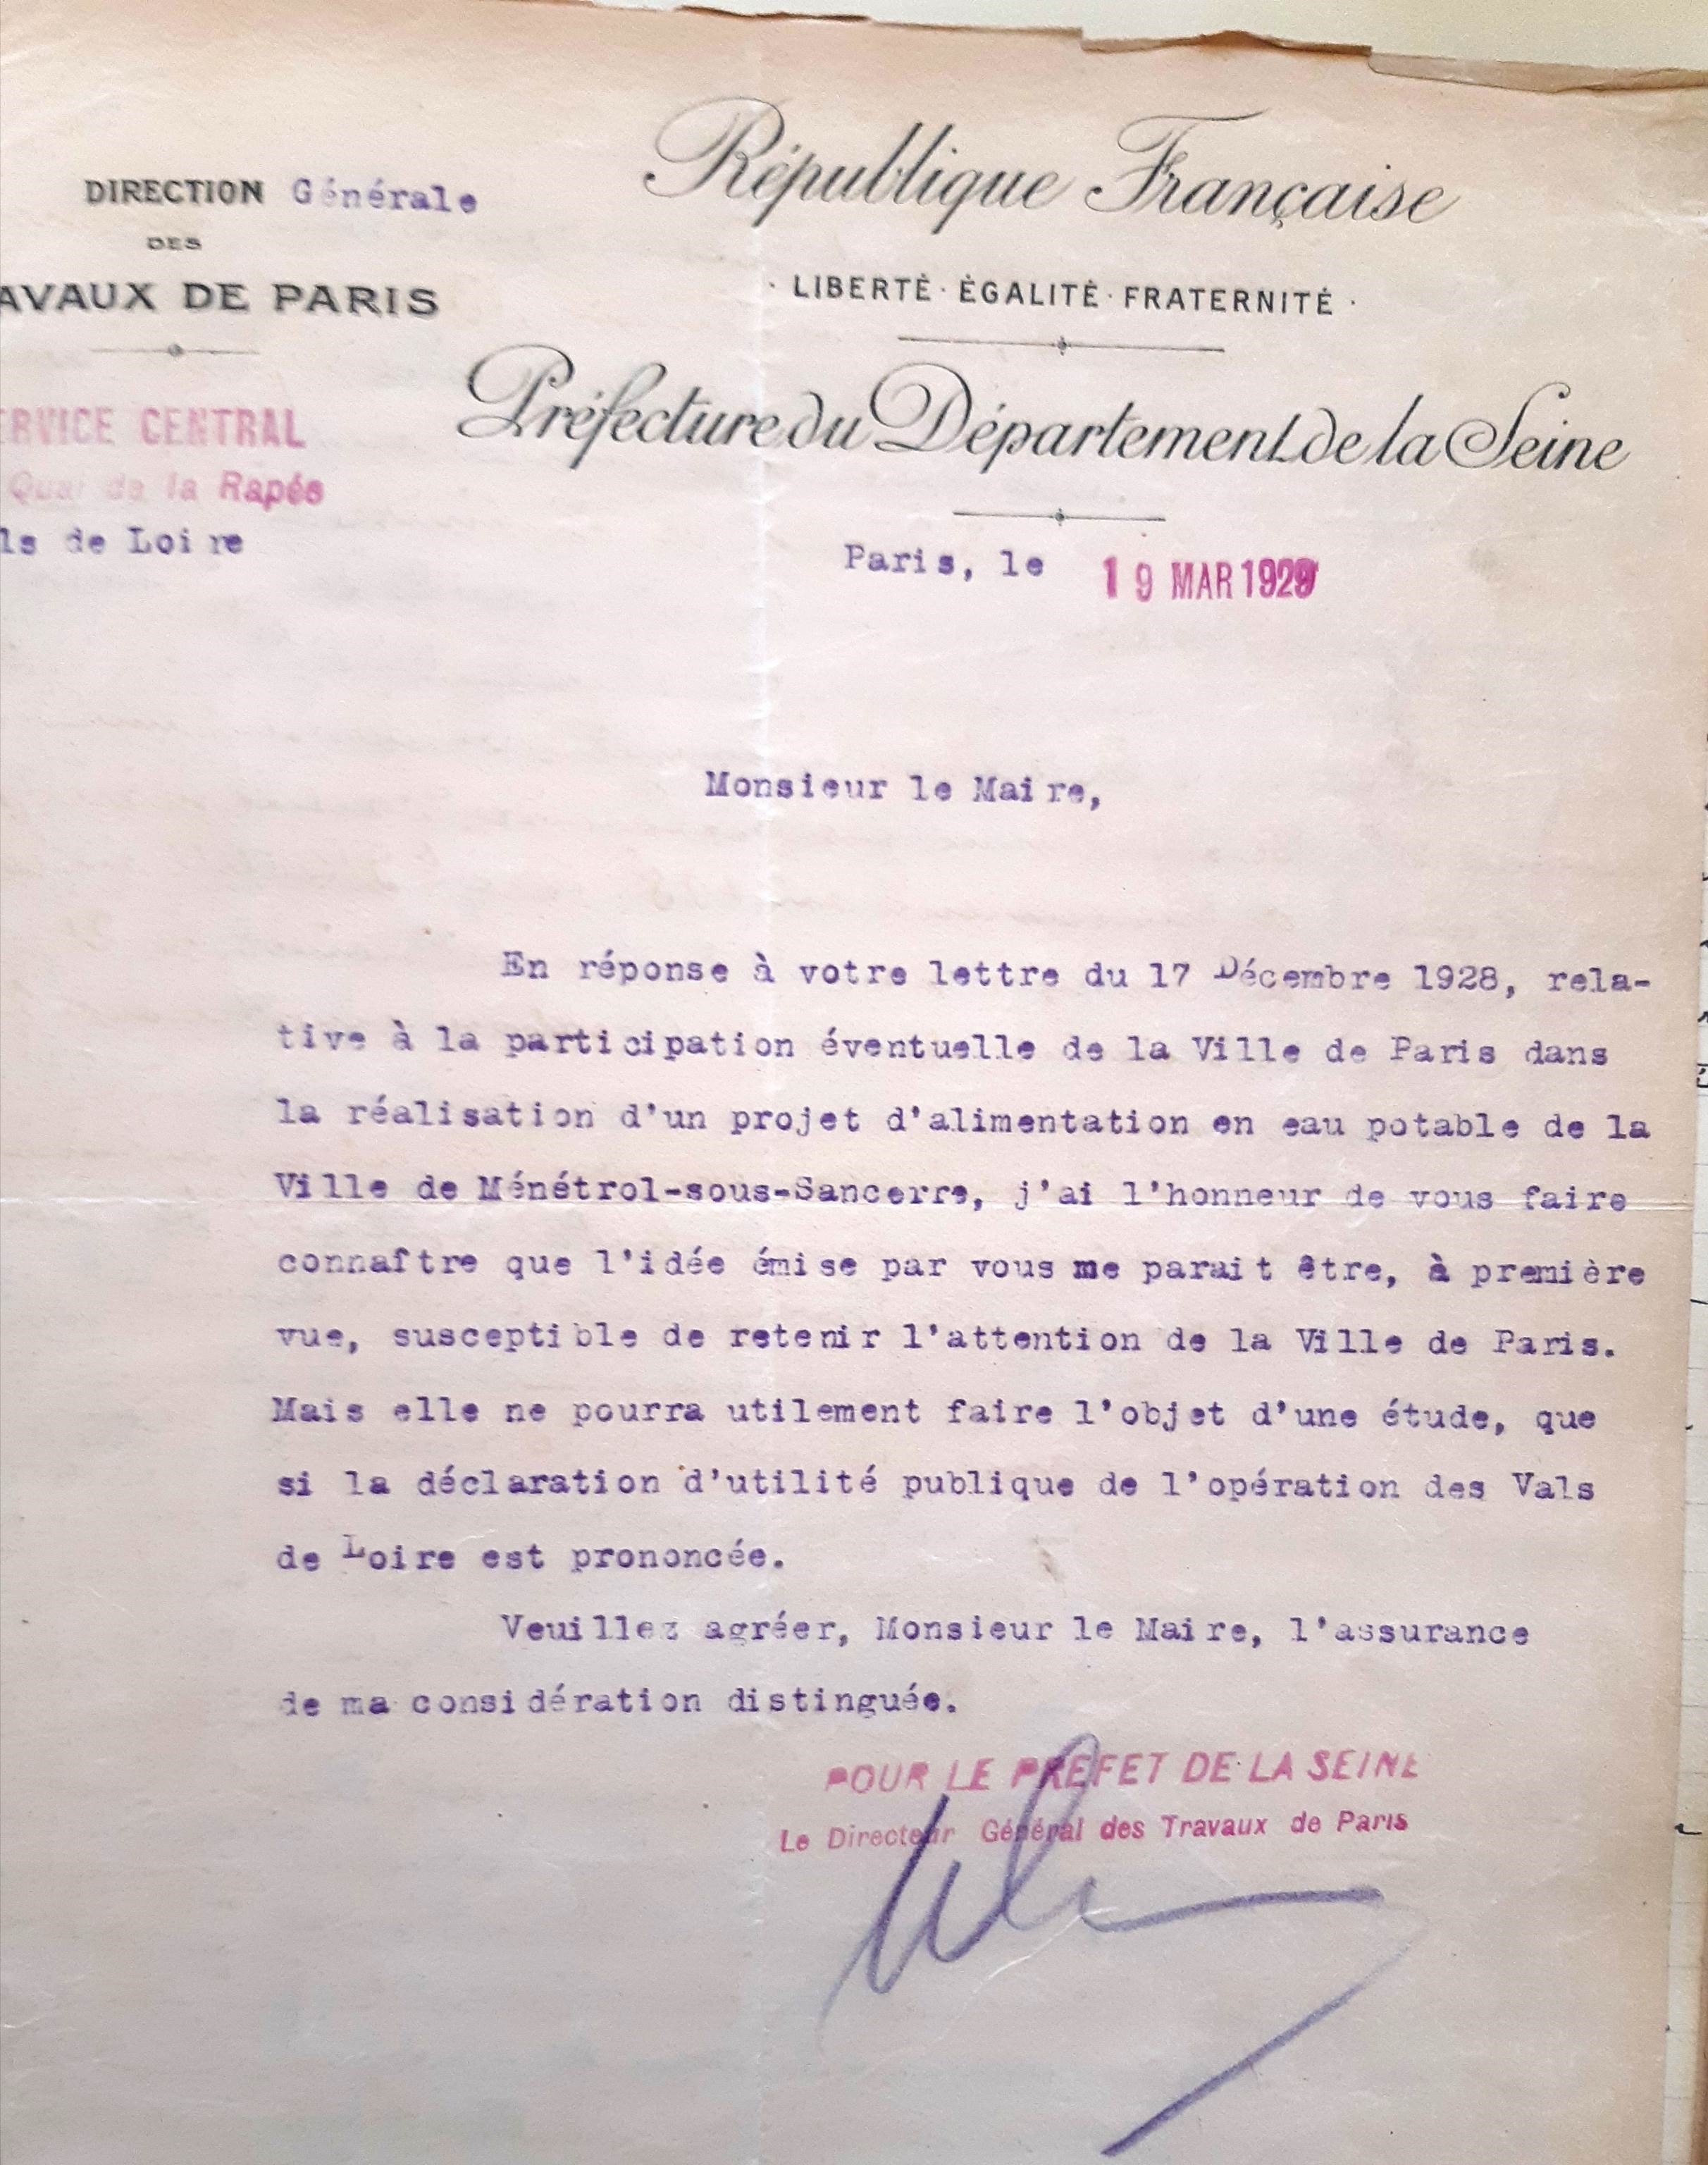 DIRECTION Générale
DES
AVAUX DE PARIS
ERVICE CENTRAL
Quai de la Rapée
ls de Loire
République Française
· LIBERTÉ · ÉGALITÉ · FRATERNITÉ ·
Préfecture du Département de la Seine
Paris, le 19 MAR 1929
Monsieur le Maire,
En réponse à votre lettre du 17 Décembre 1928, rela-
tive à la participation éventuelle de la Ville de Paris dans
la réalisation d'un projet d'alimentation en eau potable de la
Ville de Ménétrol-sous-Sancerre, j'ai l'honneur de vous faire
connaître que l'idée émise par vous me parait être, à première
vue, susceptible de retenir l'attention de la Ville de Paris.
Mais elle ne pourra utilement faire l'objet d'une étude, que
si la déclaration d'utilité publique de l'opération des Vals
de Loire est prononcée.
Veuillez agréer, Monsieur le Maire, l'assurance
de ma considération distinguée.
POUR LE PREFET DE LA SEINE
Le Directeur Général des Travaux de Paris